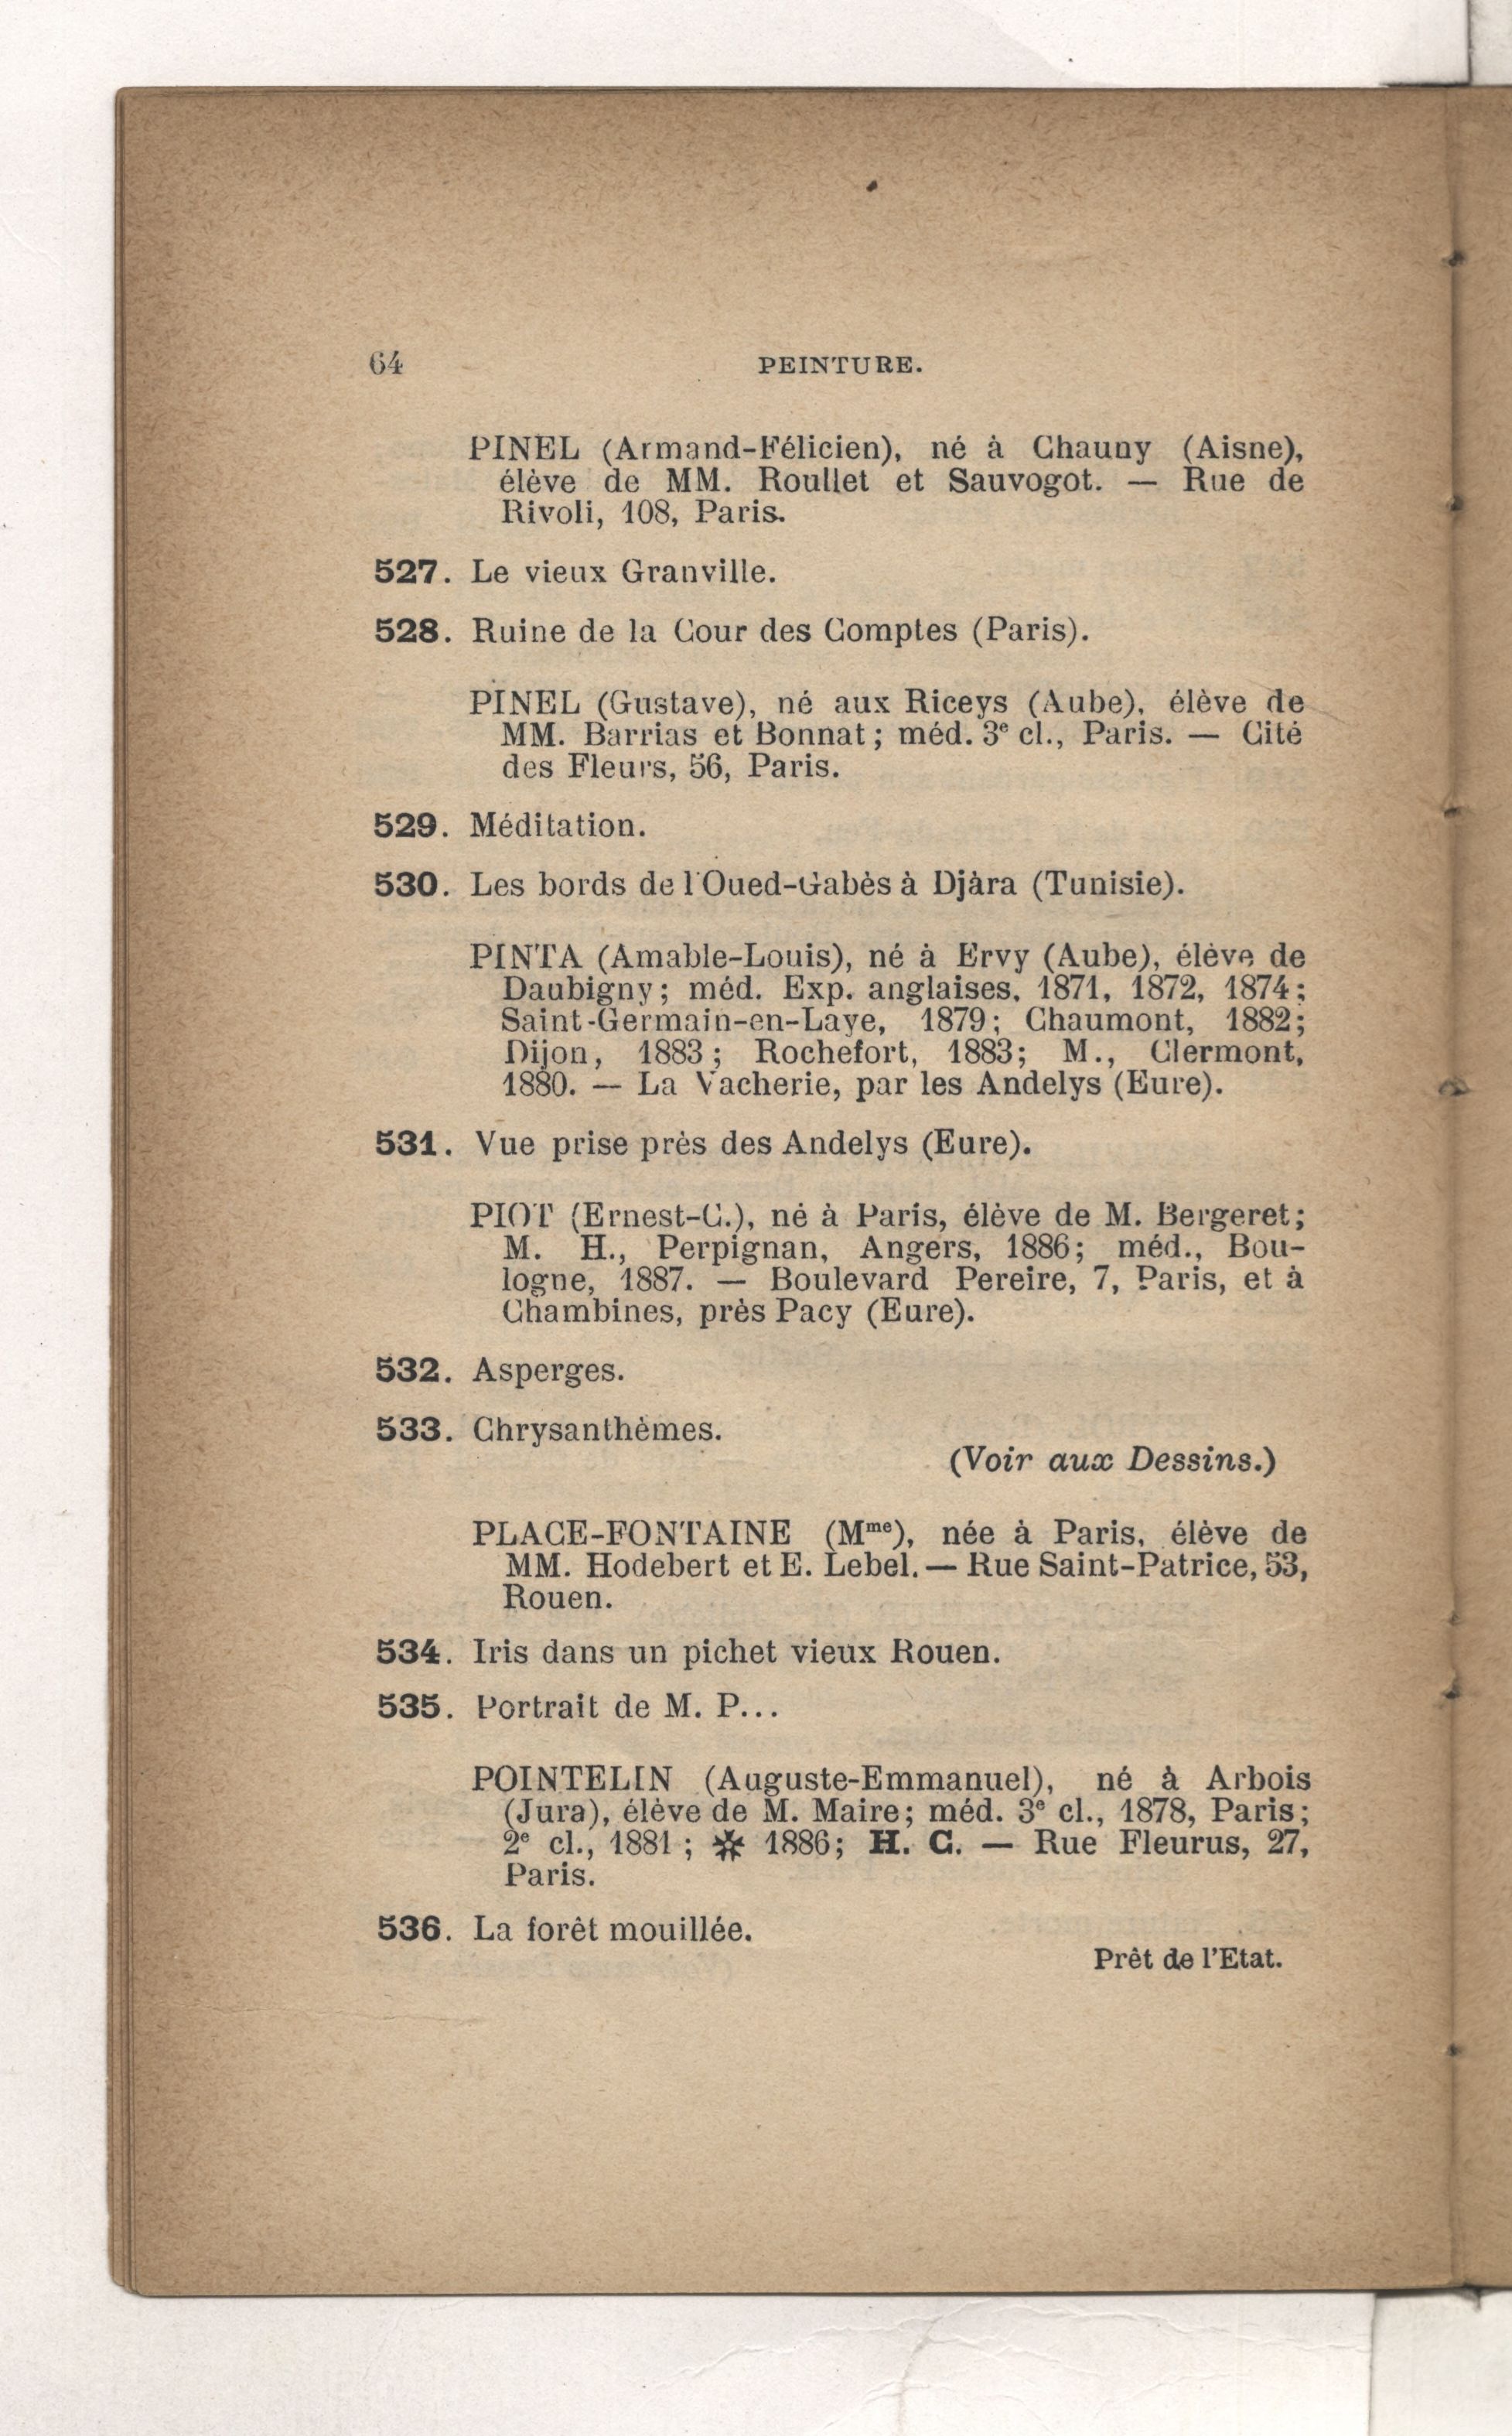 64
PEINTURE.
PINEL (Armand-Félicien), né à Chauny (Aisne),
élève de MM. Roullet et Sauvogot. — Rue de
Rivoli, 108, Paris.
527. Le vieux Granville.
528. Ruine de la Cour des Comptes (Paris).
PINEL (Gustave), né aux Riceys (Aube), élève de
MM. Barrias et Bonnat; méd. 3e cl., Paris. — Cité
des Fleurs, 56, Paris.
529. Méditation.
530. Les bords de l'Oued-Gabès à Djàra (Tunisie).
PINTA (Amable-Louis), né à Ervy (Aube), élève de
Daubigny; méd. Exp. anglaises, 1871, 1872, 1874;
Saint-Germain-en-Laye, 1879; Chaumont, 1882;
Dijon, 1883; Rochefort, 1883; M., Clermont,
1880. — La Vacherie, par les Andelys (Eure).
531. Vue prise près des Andelys (Eure).
PIOT (Ernest-C.), né à Paris, élève de M. Bergeret;
M. H., Perpignan, Angers, 1886; méd., Bou-
logne, 1887. — Boulevard Pereire, 7, Paris, et à
Chambines, près Pacy (Eure).
532. Asperges.
533. Chrysanthèmes.
(Voir aux Dessins.)
PLACE-FONTAINE (Mme), née à Paris, élève de
MM. Hodebert et E. Lebel. — Rue Saint-Patrice, 53,
Rouen.
534. Iris dans un pichet vieux Rouen.
535. Portrait de M. P...
POINTELIN (Auguste-Emmanuel), né à Arbois
(Jura), élève de M. Maire; méd. 3e cl., 1878, Paris;
2e cl., 1881; ✲ 1886; H. C. — Rue Fleurus, 27,
Paris.
536. La forêt mouillée.
Prêt de l'Etat.